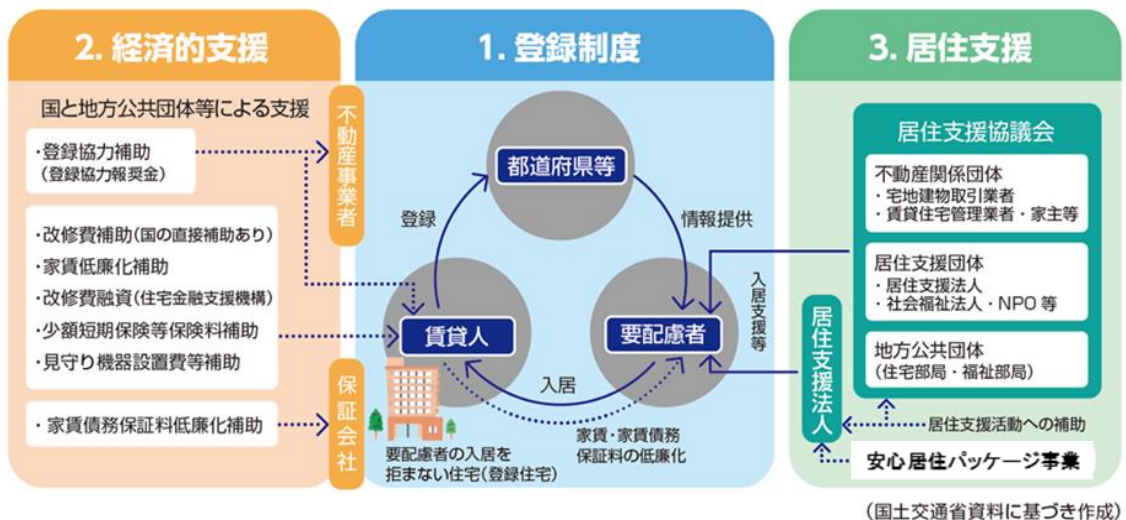 2. 経済的支援
国と地方公共団体等による支援
・登録協力補助
(登録協力報奨金)
・改修費補助(国の直接補助あり)
・家賃低廉化補助
・改修費融資(住宅金融支援機構)
・少額短期保険等保険料補助
・見守り機器設置費等補助
・家賃債務保証料低廉化補助
不動産事業者
保証会社
1. 登録制度
都道府県等
登録
情報提供
賃貸人
要配慮者
入居
家賃・家賃債務
保証料の低廉化
要配慮者の入居を
拒まない住宅(登録住宅)
入居支援等
3. 居住支援
居住支援協議会
不動産関係団体
・宅地建物取引業者
・賃貸住宅管理業者・家主等
居住支援団体
・居住支援法人
・社会福祉法人・NPO 等
地方公共団体
(住宅部局・福祉部局)
居住支援法人
居住支援活動への補助
安心居住パッケージ事業
(国土交通省資料に基づき作成)